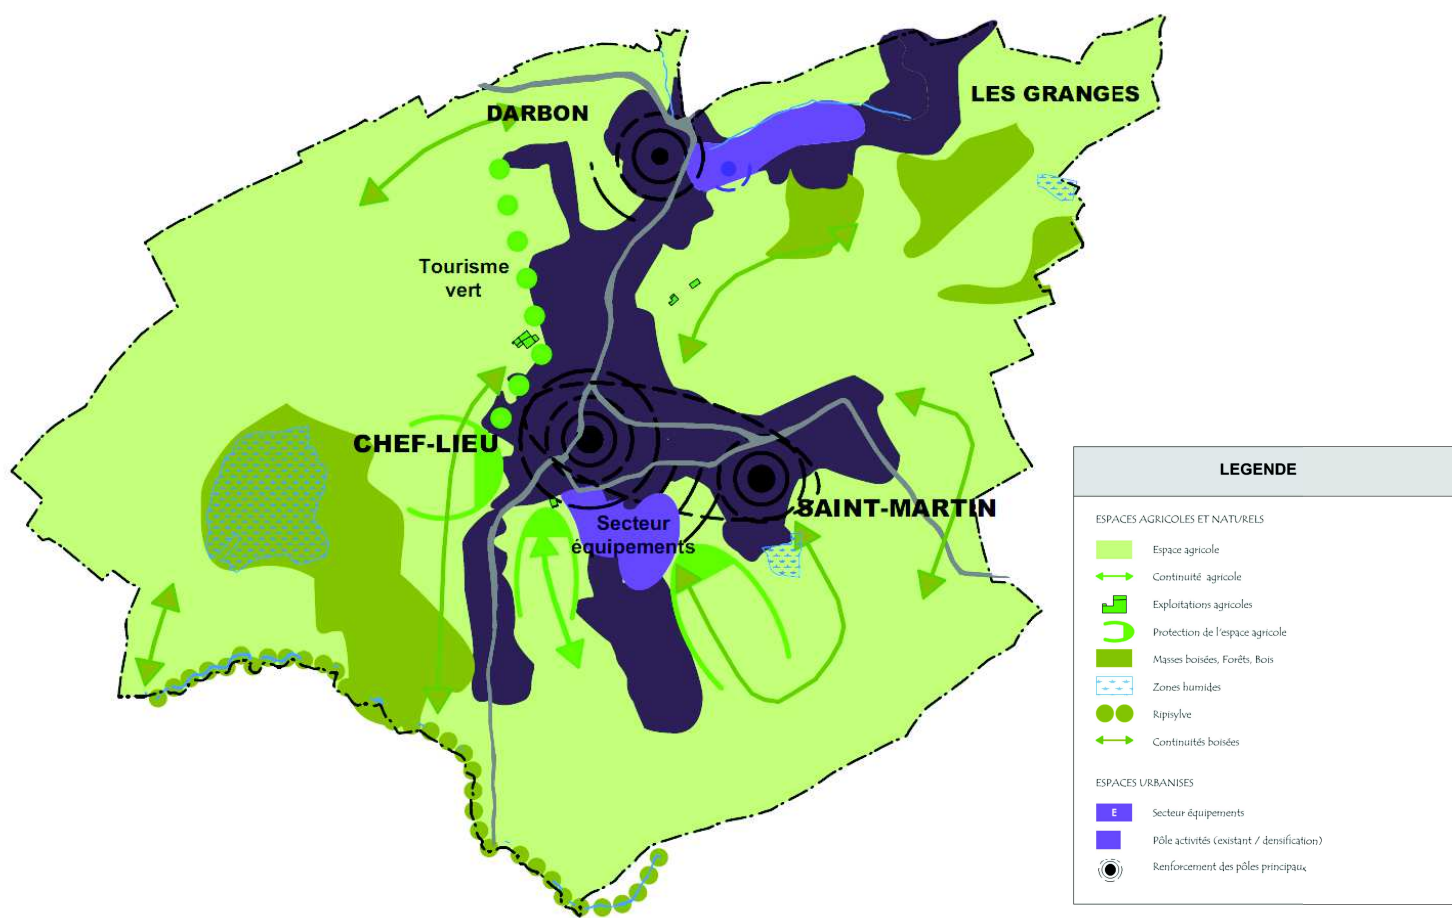 DARBON
LES GRANGES
Tourisme
vert
CHEF-LIEU
SAINT-MARTIN
Secteur
équipements
LEGENDE
ESPACES AGRICOLES ET NATURELS
Espace agricole
Continuité agricole
Exploitations agricoles
Protection de l'espace agricole
Masses boisées, Forêts, Bois
Zones humides
Ripisylve
Continuités boisées
ESPACES URBANISES
E Secteur équipements
Pôle activités (existant / densification)
Renforcement des pôles principaux